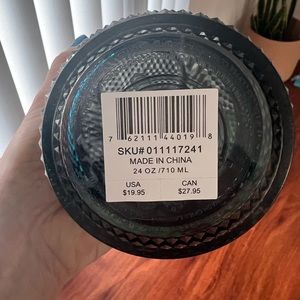 7 62111 44019 8
SKU# 011117241
MADE IN CHINA
24 OZ /710 ML
USA CAN
$19.95 $27.95